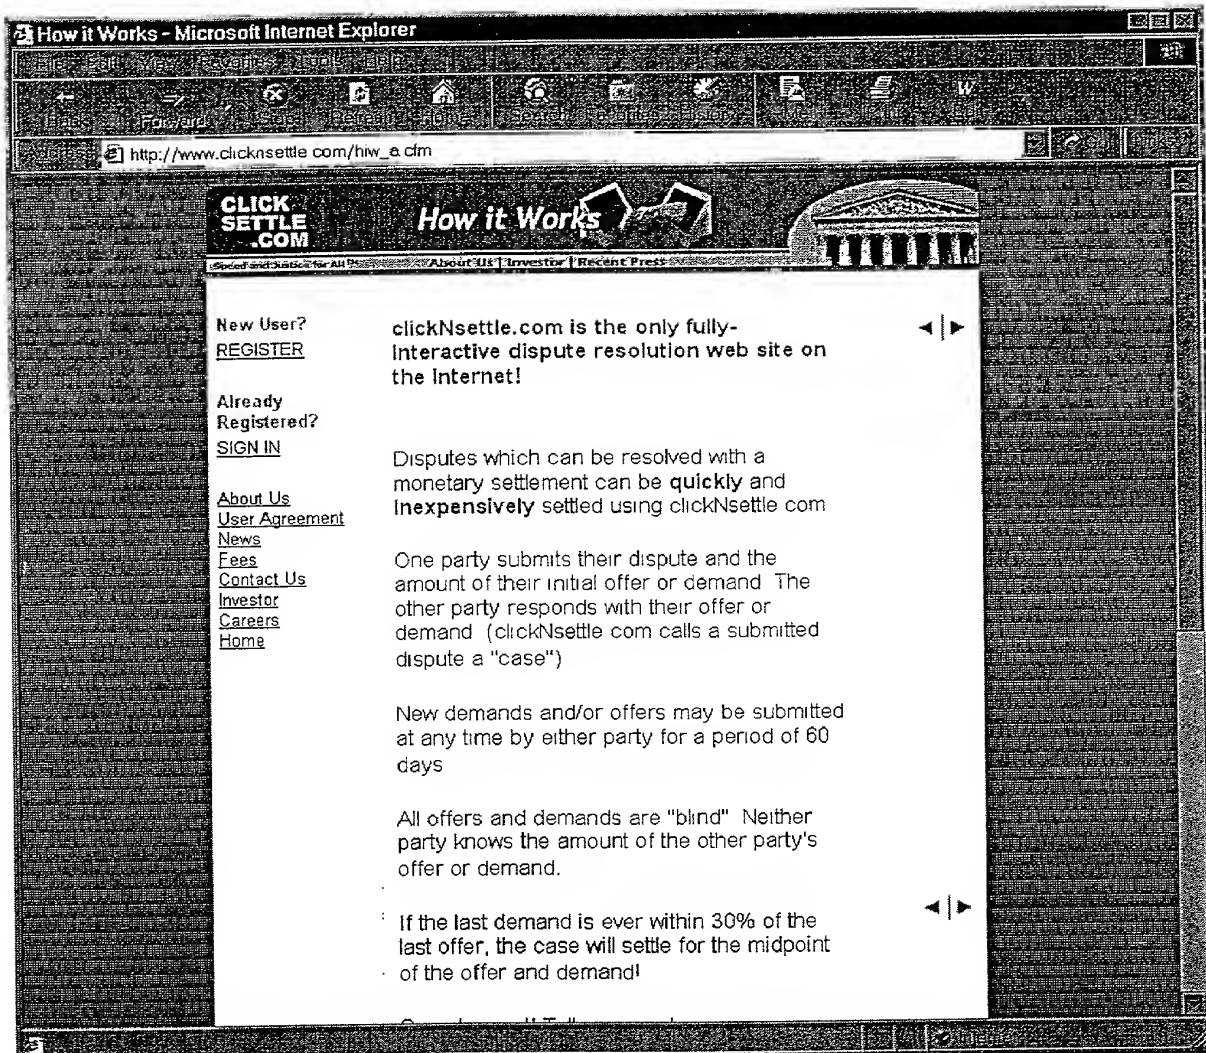 How it Works - Microsoft Internet Explorer
Forward Stop Refresh Home Search Favorites History
http://www.clicknsettle com/hiw_a cfm
CLICK
SETTLE
.COM
How it Works
About Us | Investor | Recent Press
New User?
REGISTER
Already
Registered?
SIGN IN
About Us
User Agreement
News
Fees
Contact Us
Investor
Careers
Home
clickNsettle.com is the only fully-
interactive dispute resolution web site on
the Internet!
Disputes which can be resolved with a
monetary settlement can be quickly and
inexpensively settled using clickNsettle com
One party submits their dispute and the
amount of their initial offer or demand The
other party responds with their offer or
demand (clickNsettle com calls a submitted
dispute a "case")
New demands and/or offers may be submitted
at any time by either party for a period of 60
days
All offers and demands are "blind" Neither
party knows the amount of the other party's
offer or demand.
If the last demand is ever within 30% of the
last offer, the case will settle for the midpoint
of the offer and demand!